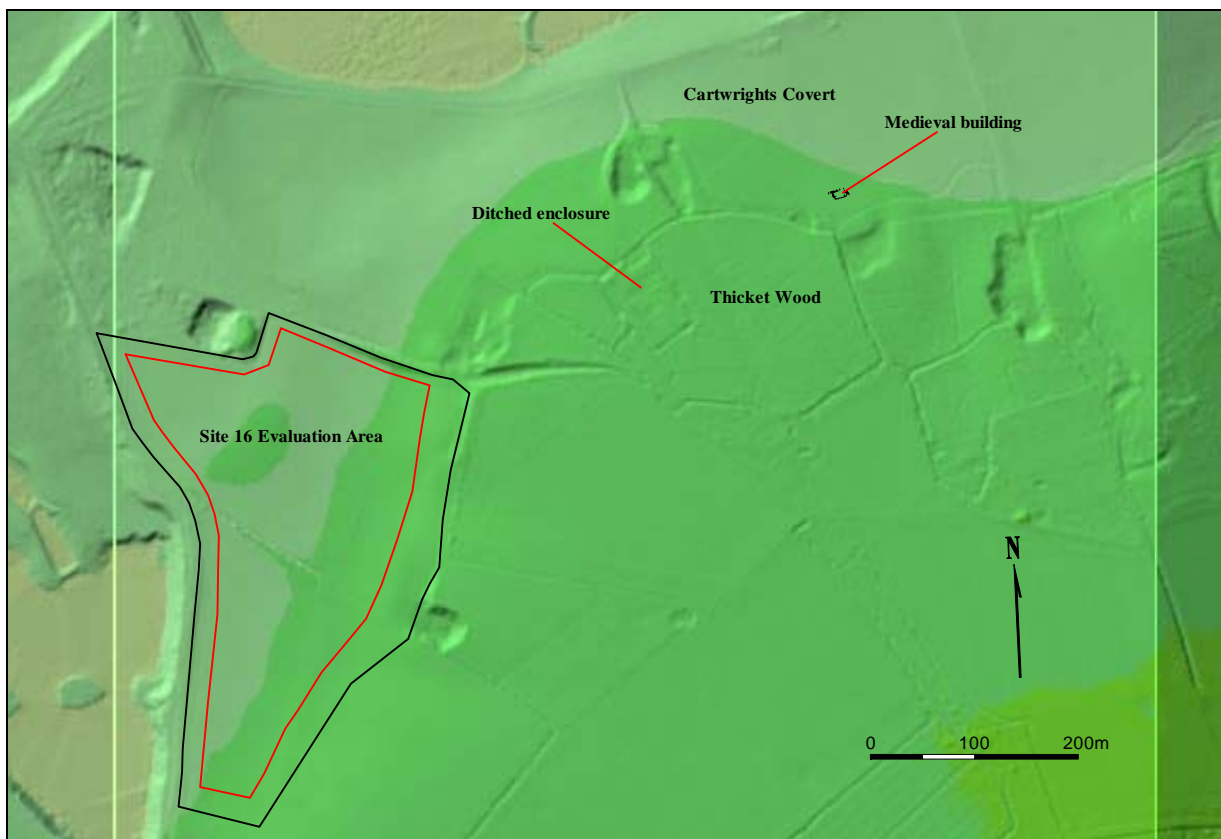 Cartwrights Covert
Medieval building
Ditched enclosure
Thicket Wood
Site 16 Evaluation Area
N
0 100 200m